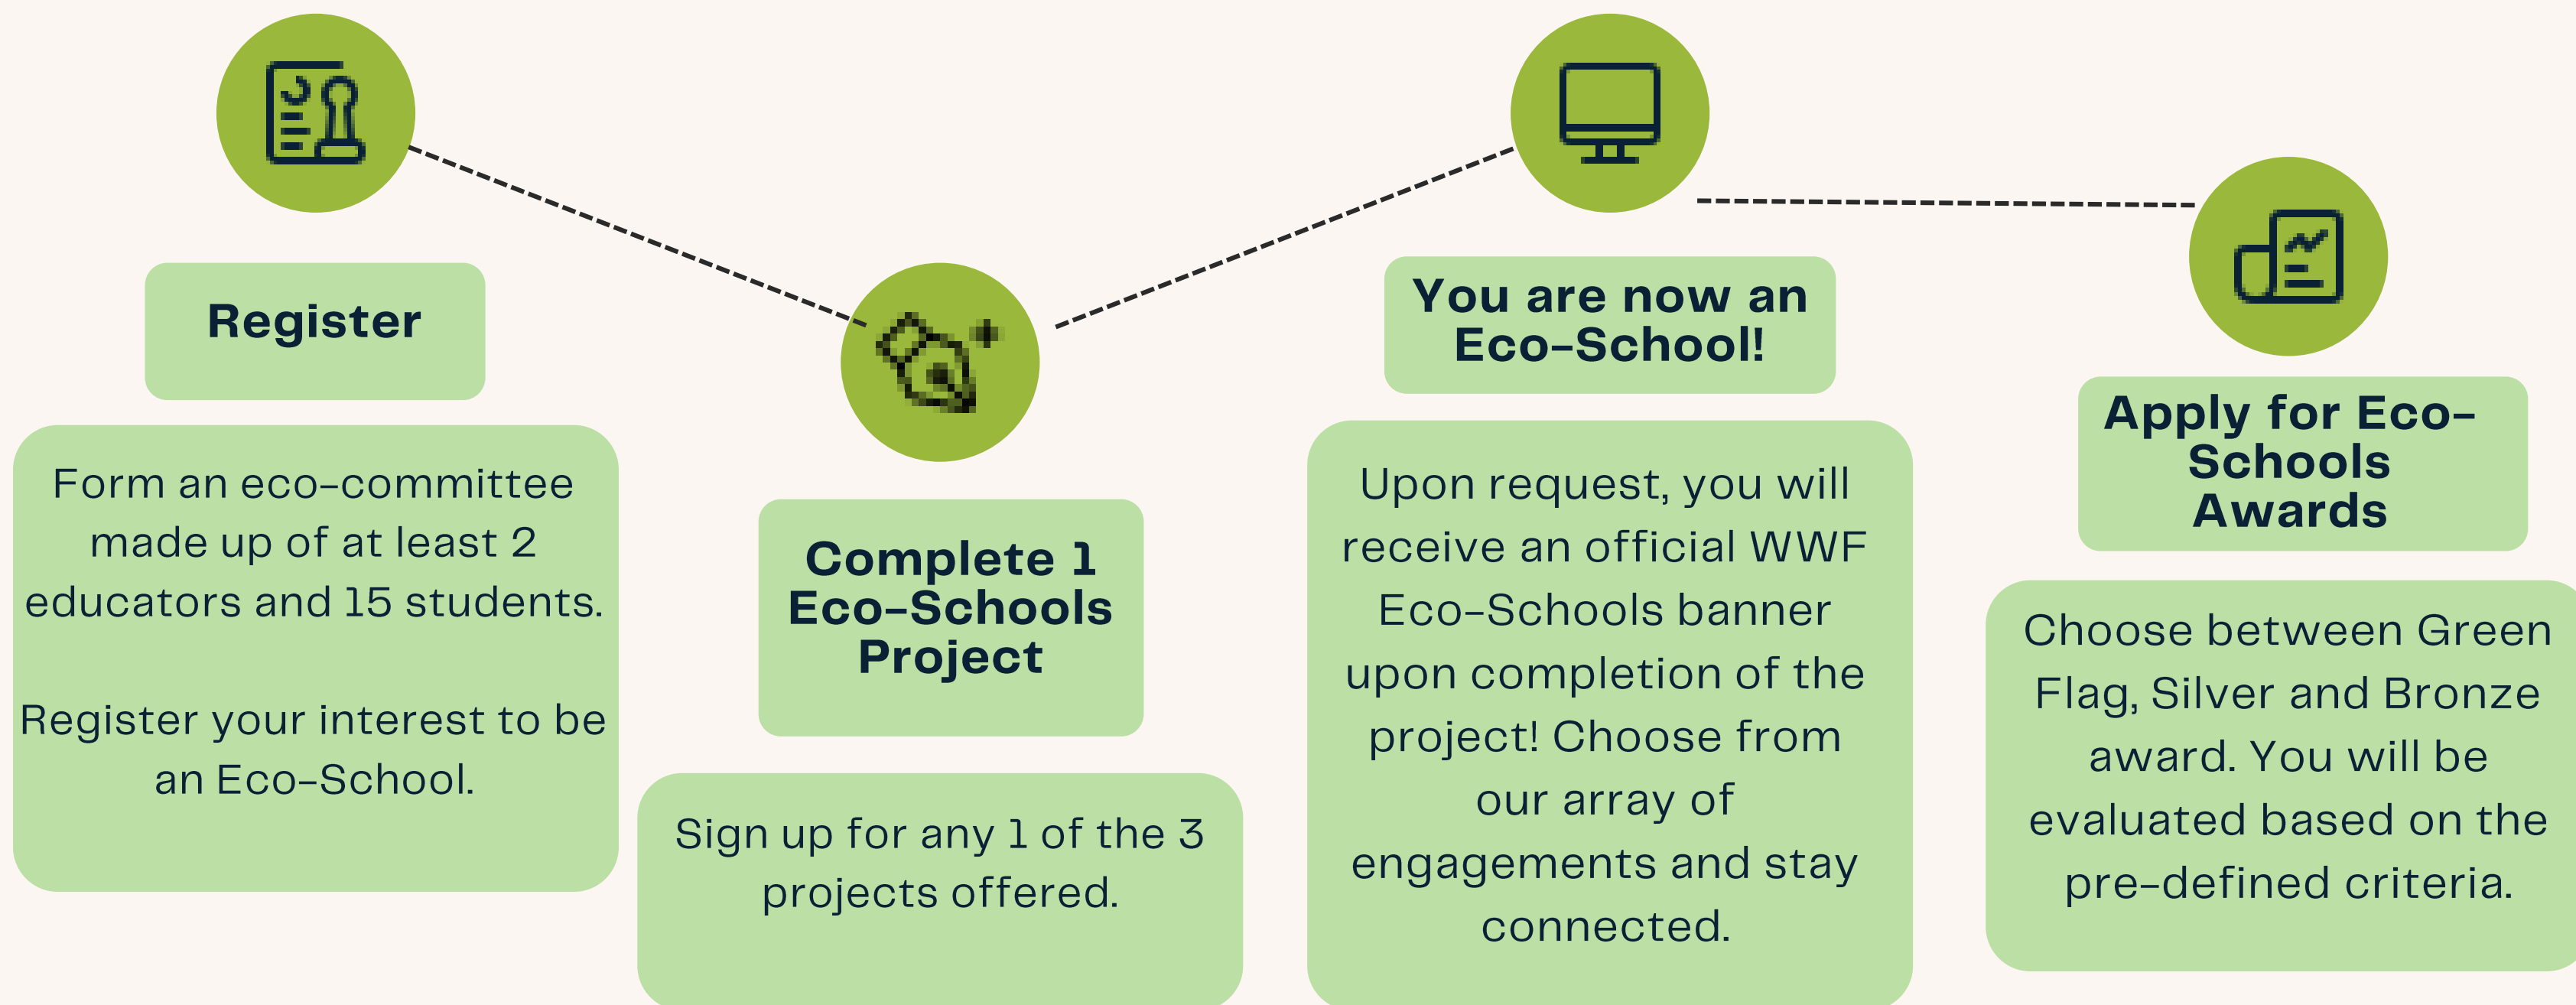 Register
Form an eco-committee
made up of at least 2
educators and 15 students.
Register your interest to be
an Eco-School.
Complete 1
Eco-Schools
Project
Sign up for any 1 of the 3
projects offered.
You are now an
Eco-School!
Upon request, you will
receive an official WWF
Eco-Schools banner
upon completion of the
project! Choose from
our array of
engagements and stay
connected.
Apply for Eco-
Schools
Awards
Choose between Green
Flag, Silver and Bronze
award. You will be
evaluated based on the
pre-defined criteria.